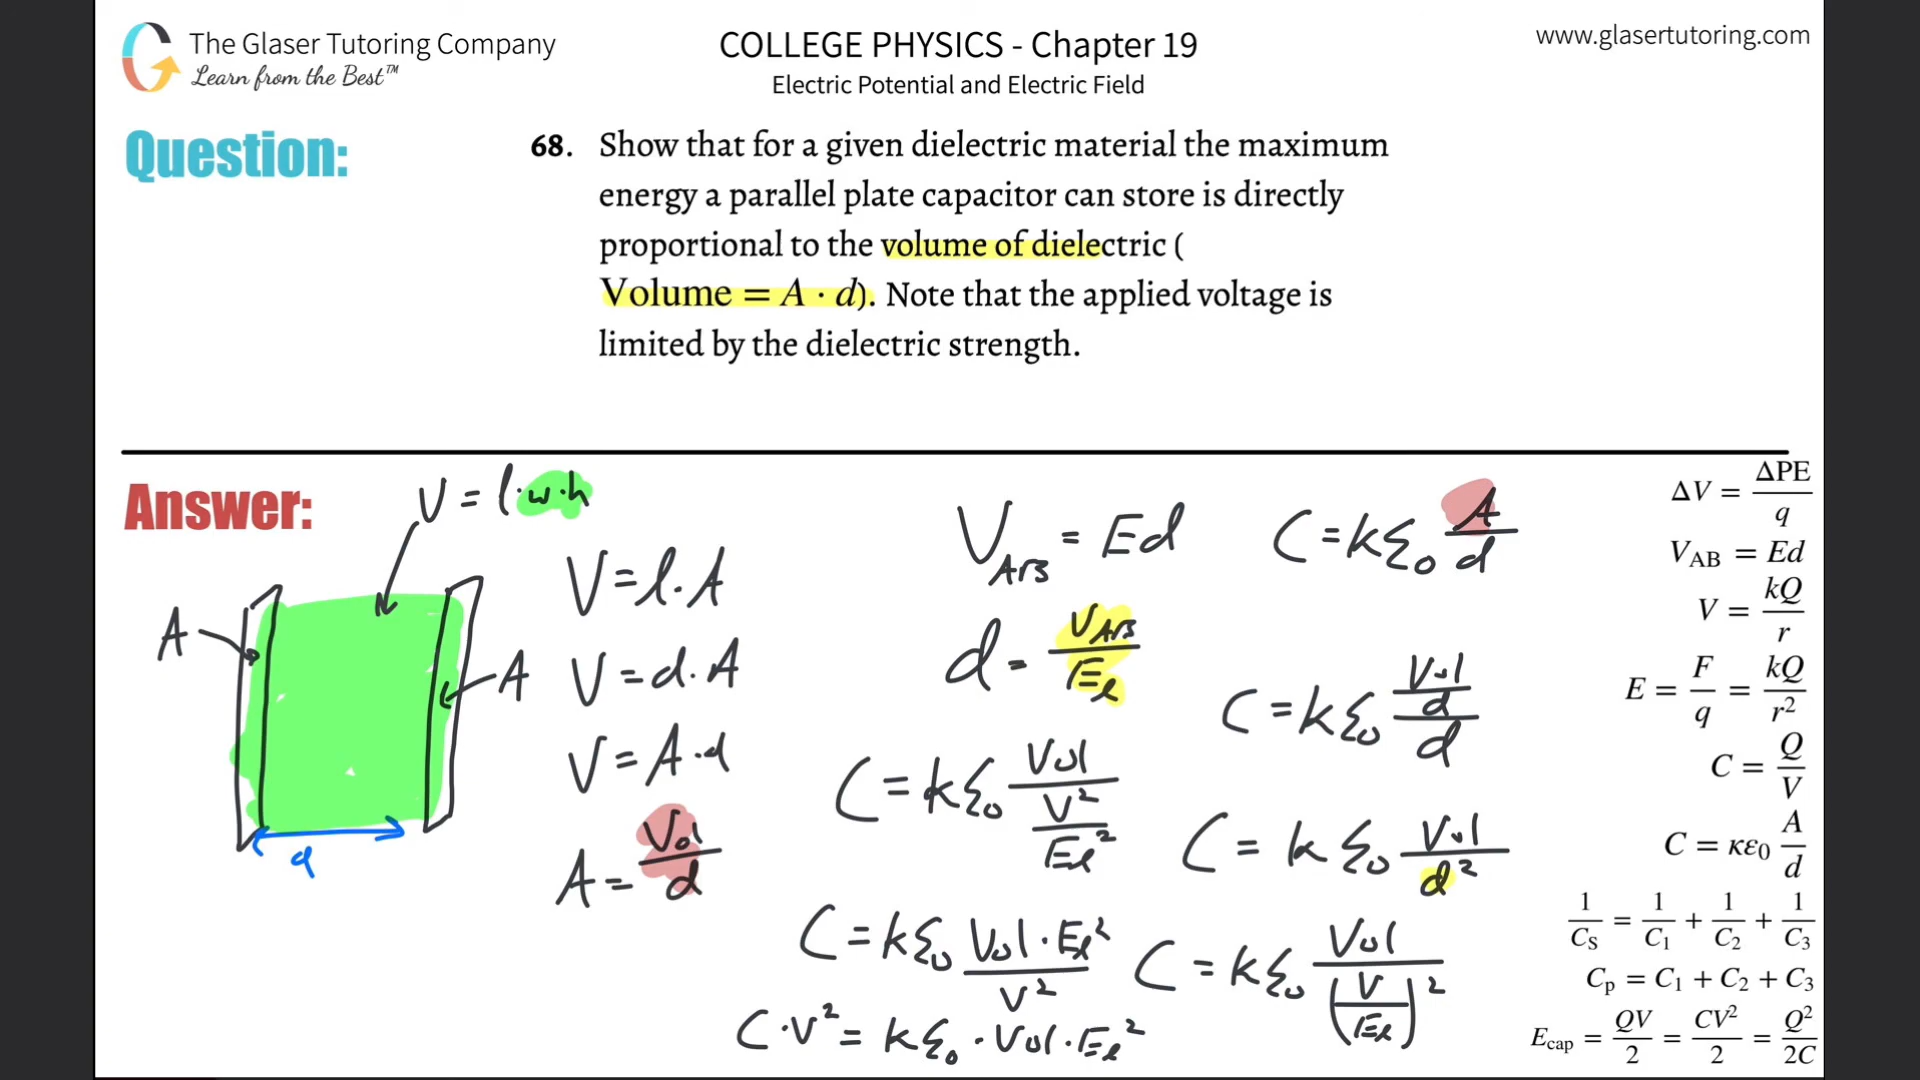 The Glaser Tutoring Company
Learn from the Best™
COLLEGE PHYSICS - Chapter 19
Electric Potential and Electric Field
www.glasertutoring.com
Question:
68. Show that for a given dielectric material the maximum
energy a parallel plate capacitor can store is directly
proportional to the volume of dielectric (
Volume = A · d). Note that the applied voltage is
limited by the dielectric strength.
Answer:
V = l·w·h
A
A
d
V = l·A
V = d·A
V = A·d
A = Vol/d
V_AB = Ed
d = V_AB/E_l
C = kε₀ Vol/(V²/E_l²)
C = kε₀ Vol·E_l²/V²
C·V² = kε₀·Vol·E_l²
C = kε₀ A/d
C = kε₀ (Vol/d)/d
C = kε₀ Vol/d²
C = kε₀ Vol/(V/E_l)²
ΔV = ΔPE/q
V_AB = Ed
V = kQ/r
E = F/q = kQ/r²
C = Q/V
C = κε₀ A/d
1/C_S = 1/C₁ + 1/C₂ + 1/C₃
C_p = C₁ + C₂ + C₃
E_cap = QV/2 = CV²/2 = Q²/2C